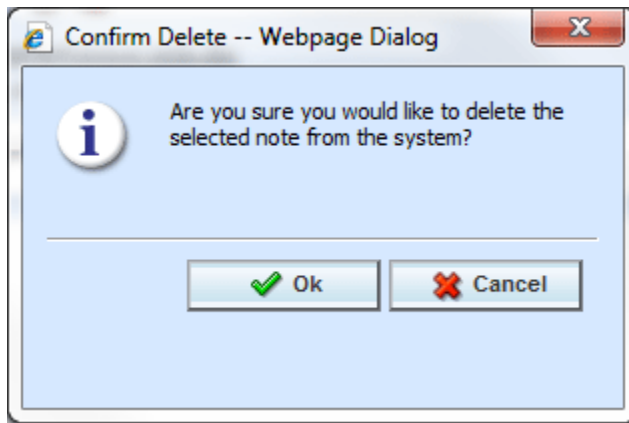 Confirm Delete -- Webpage Dialog
Are you sure you would like to delete the
selected note from the system?
Ok
Cancel